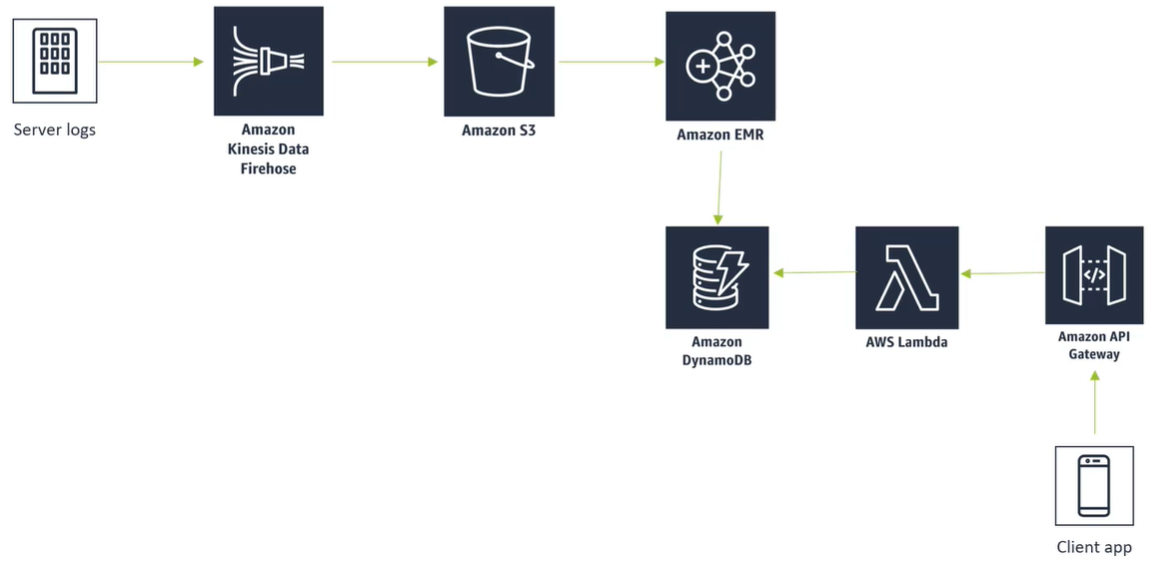 Server logs
Amazon
Kinesis Data
Firehose
Amazon S3
Amazon EMR
Amazon
DynamoDB
AWS Lambda
Amazon API
Gateway
Client app